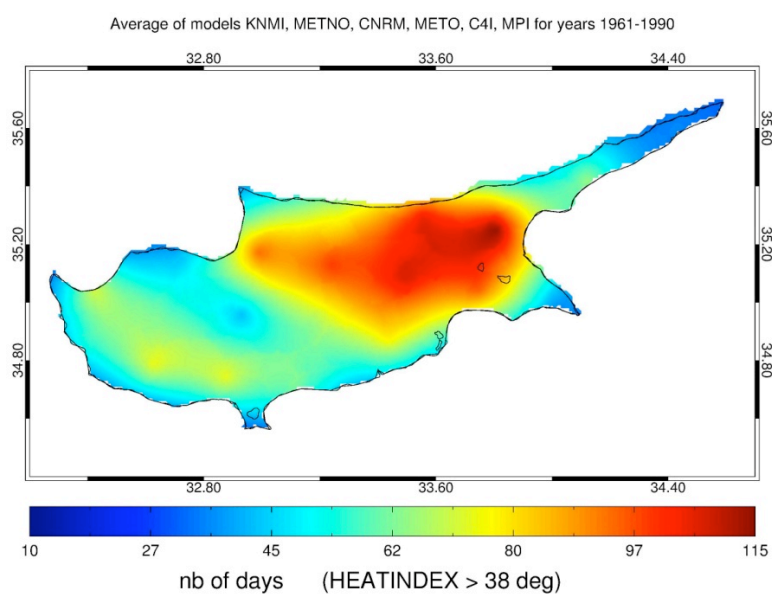 Average of models KNMI, METNO, CNRM, METO, C4I, MPI for years 1961-1990
32.80 33.60 34.40
35.60 35.60
35.20 35.20
34.80 34.80
32.80 33.60 34.40
10 27 45 62 80 97 115
nb of days (HEATINDEX > 38 deg)